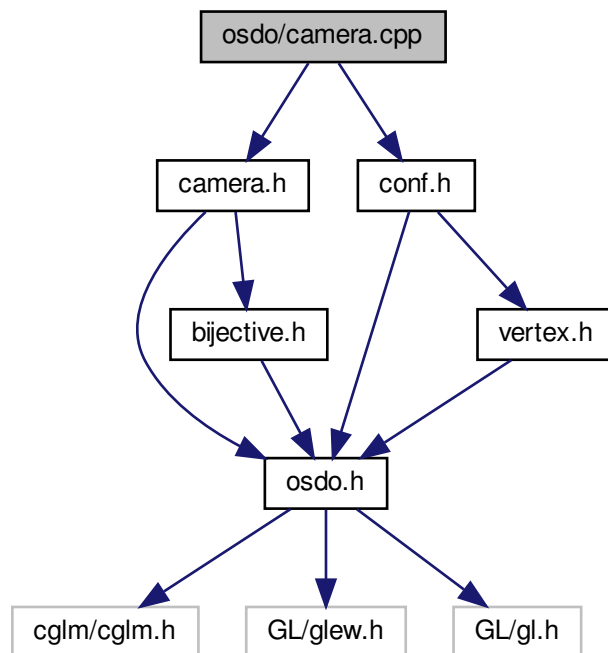 osdo/camera.cpp
camera.h
conf.h
bijective.h
vertex.h
osdo.h
cglm/cglm.h
GL/glew.h
GL/gl.h